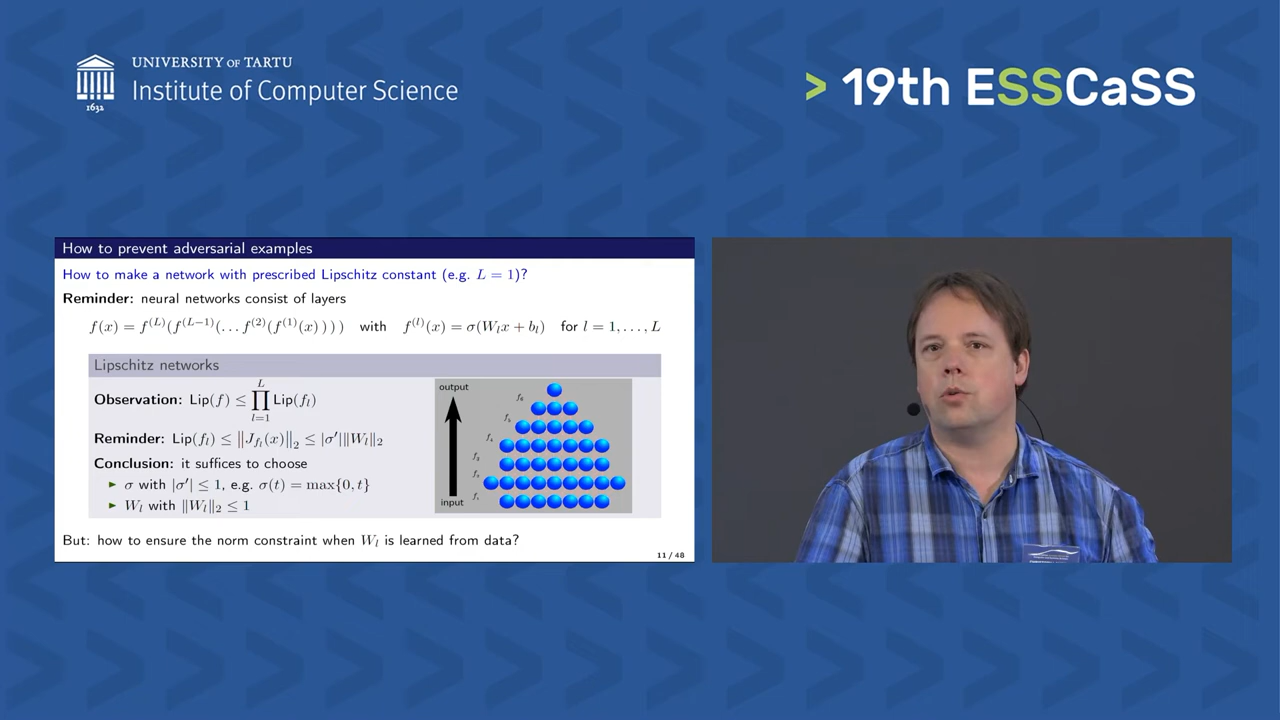 UNIVERSITY OF TARTU
Institute of Computer Science
1632
> 19th ESSCaSS
How to prevent adversarial examples
How to make a network with prescribed Lipschitz constant (e.g. L = 1)?
Reminder: neural networks consist of layers
f(x) = f^{(L)}(f^{(L−1)}(... f^{(2)}(f^{(1)}(x)))) with f^{(l)}(x) = σ(W_l x + b_l) for l = 1, ..., L
Lipschitz networks
Observation: Lip(f) ≤ ∏_{l=1}^{L} Lip(f_l)
Reminder: Lip(f_l) ≤ ‖J_{f_l}(x)‖_2 ≤ |σ′|‖W_l‖_2
Conclusion: it suffices to choose
► σ with |σ′| ≤ 1, e.g. σ(t) = max{0, t}
► W_l with ‖W_l‖_2 ≤ 1
output
input
But: how to ensure the norm constraint when W_l is learned from data?
11 / 48